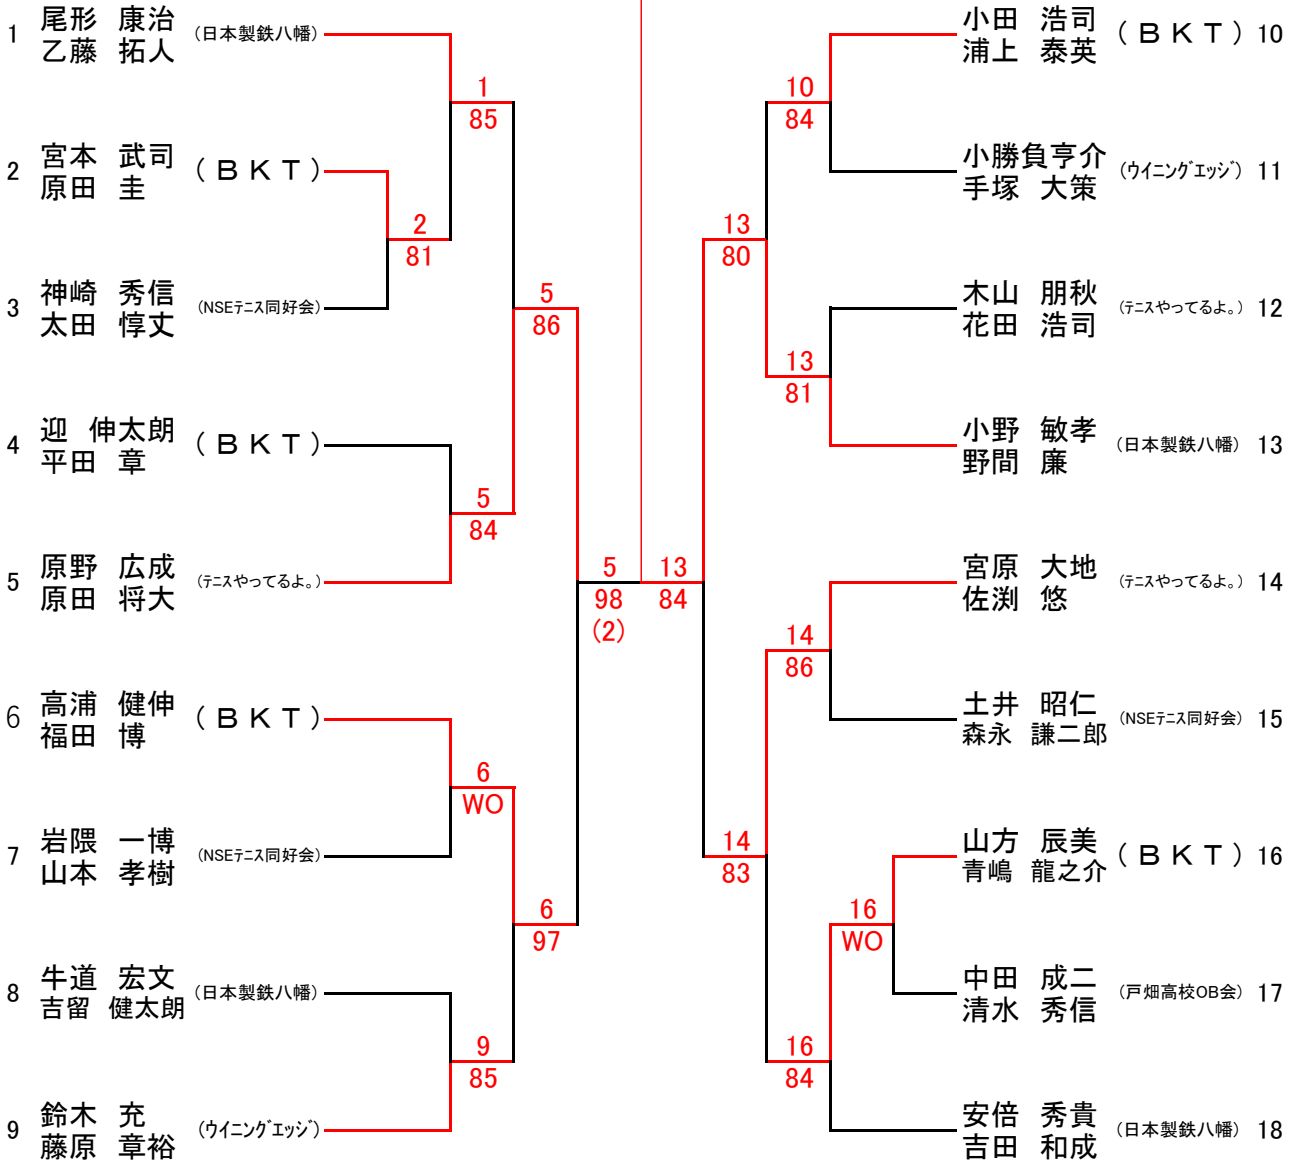 1 尾形 康治 (日本製鉄八幡)
乙藤 拓人
1
85
2 宮本 武司 (BKT)
原田 圭
2
81
3 神崎 秀信 (NSEテニス同好会)
太田 惇丈
5
86
4 迎 伸太朗 (BKT)
平田 章
5
84
5 原野 広成 (テニスやってるよ。)
原田 将大
5
98
(2)
6 高浦 健伸 (BKT)
福田 博
6
WO
7 岩隈 一博 (NSEテニス同好会)
山本 孝樹
6
97
8 牛道 宏文 (日本製鉄八幡)
吉留 健太朗
9
85
9 鈴木 充 (ウイニングエッジ)
藤原 章裕
小田 浩司 (BKT) 10
浦上 泰英
10
84
小勝負亨介 (ウイニングエッジ) 11
手塚 大策
13
80
木山 朋秋 (テニスやってるよ。) 12
花田 浩司
13
81
小野 敏孝 (日本製鉄八幡) 13
野間 廉
13
84
宮原 大地 (テニスやってるよ。) 14
佐渕 悠
14
86
土井 昭仁 (NSEテニス同好会) 15
森永 謙二郎
14
83
山方 辰美 (BKT) 16
青嶋 龍之介
16
WO
中田 成二 (戸畑高校OB会) 17
清水 秀信
16
84
安倍 秀貴 (日本製鉄八幡) 18
吉田 和成